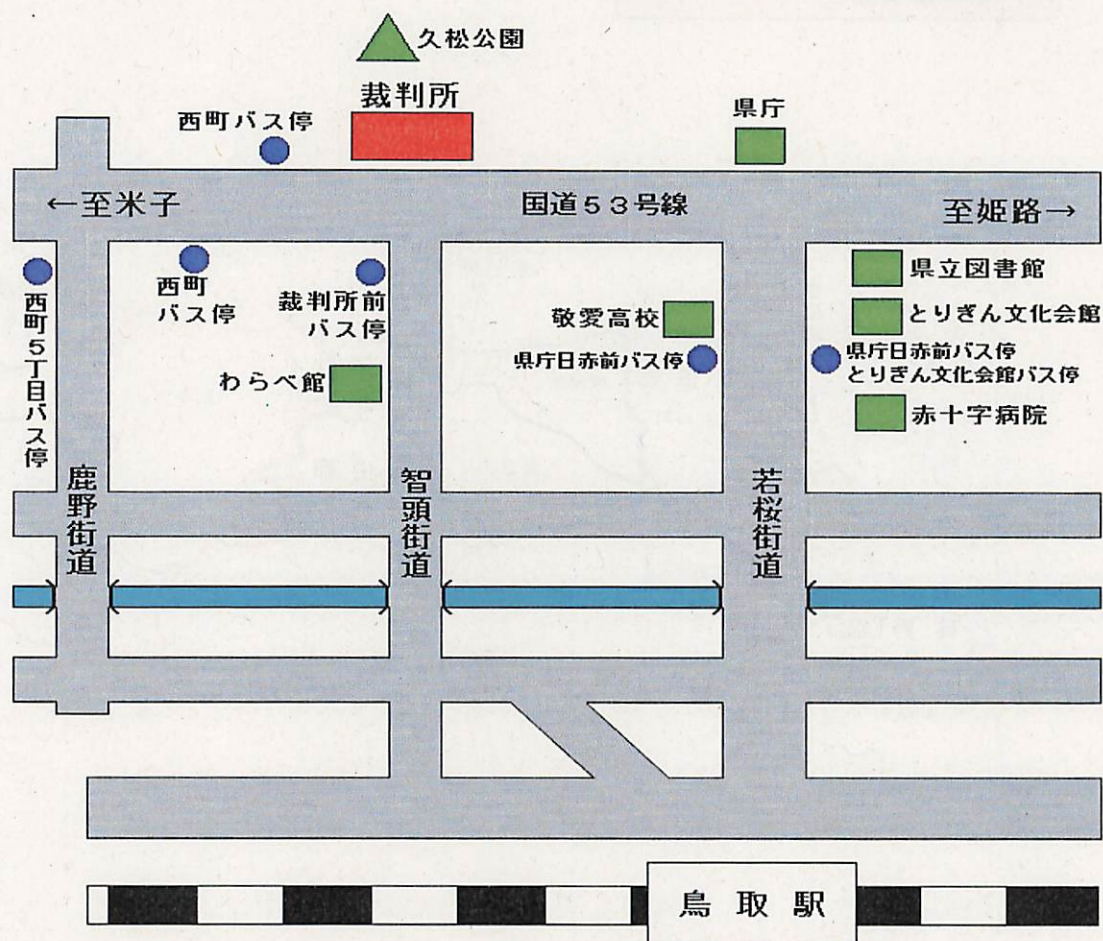 久松公園
裁判所
西町バス停
県庁
←至米子
国道53号線
至姫路→
西町
バス停
裁判所前
バス停
県立図書館
とりぎん文化会館
敬愛高校
県庁日赤前バス停
県庁日赤前バス停
とりぎん文化会館バス停
わらべ館
赤十字病院
西町5丁目バス停
鹿野街道
智頭街道
若桜街道
鳥取駅